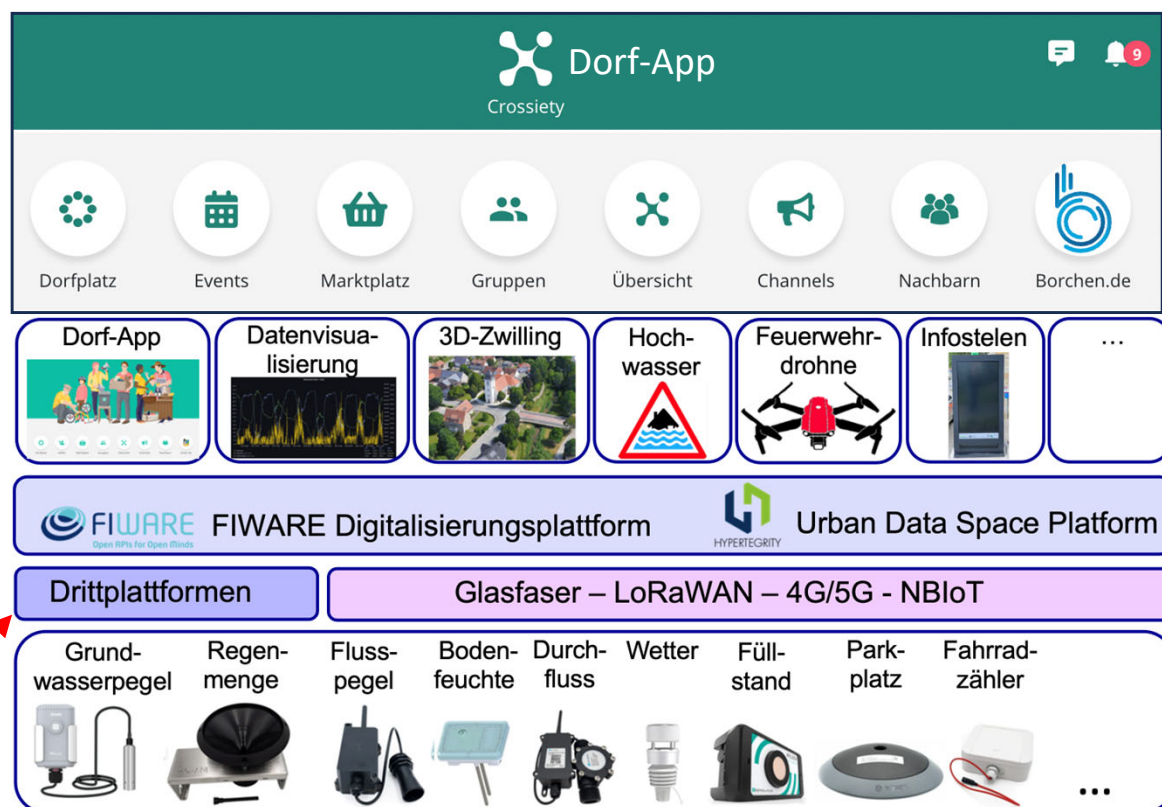 Dorf-App
Crossiety
9
Dorfplatz
Events
Marktplatz
Gruppen
Übersicht
Channels
Nachbarn
Borchen.de
Dorf-App
Datenvisua-
lisierung
3D-Zwilling
Hoch-
wasser
Feuerwehr-
drohne
Infostelen
...
FIWARE
Open APIs for Open Minds
FIWARE Digitalisierungsplattform
HYPERTEGRITY
Urban Data Space Platform
Drittplattformen
Glasfaser – LoRaWAN – 4G/5G - NBIoT
Grund-
wasserpegel
Regen-
menge
Fluss-
pegel
Boden-
feuchte
Durch-
fluss
Wetter
Füll-
stand
Park-
platz
Fahrrad-
zähler
...